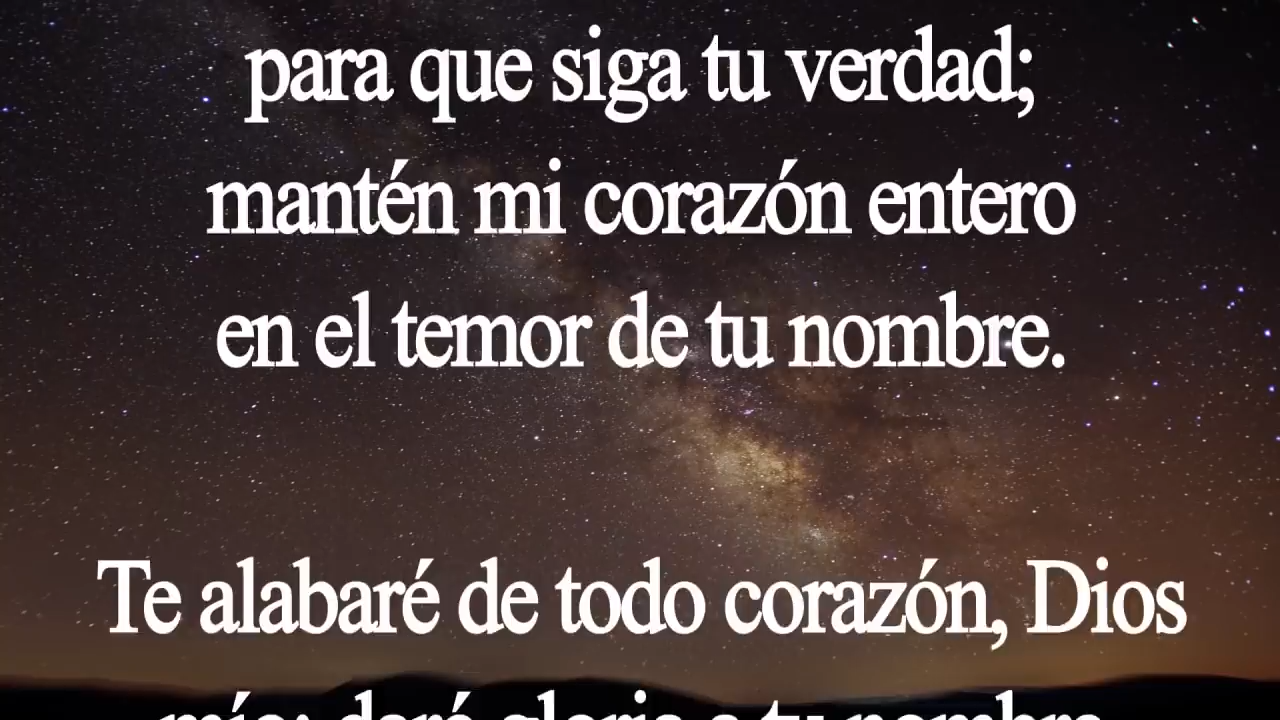 para que siga tu verdad;
mantén mi corazón entero
en el temor de tu nombre.
Te alabaré de todo corazón, Dios
mío; daré gloria a tu nombre